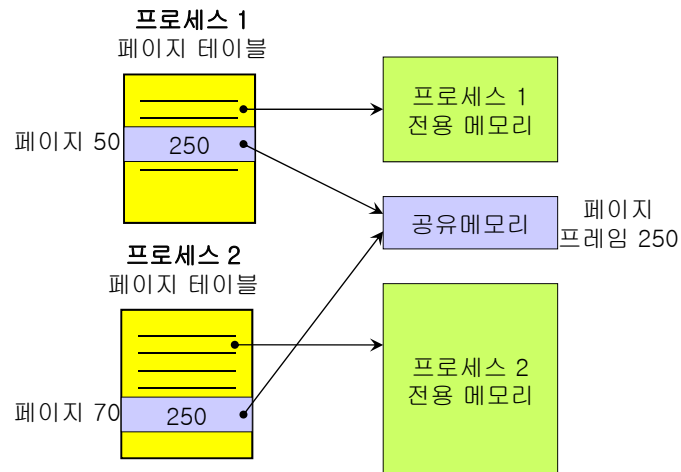 프로세스 1
페이지 테이블
페이지 50
250
프로세스 1
전용 메모리
공유메모리
페이지
프레임 250
프로세스 2
페이지 테이블
페이지 70
250
프로세스 2
전용 메모리